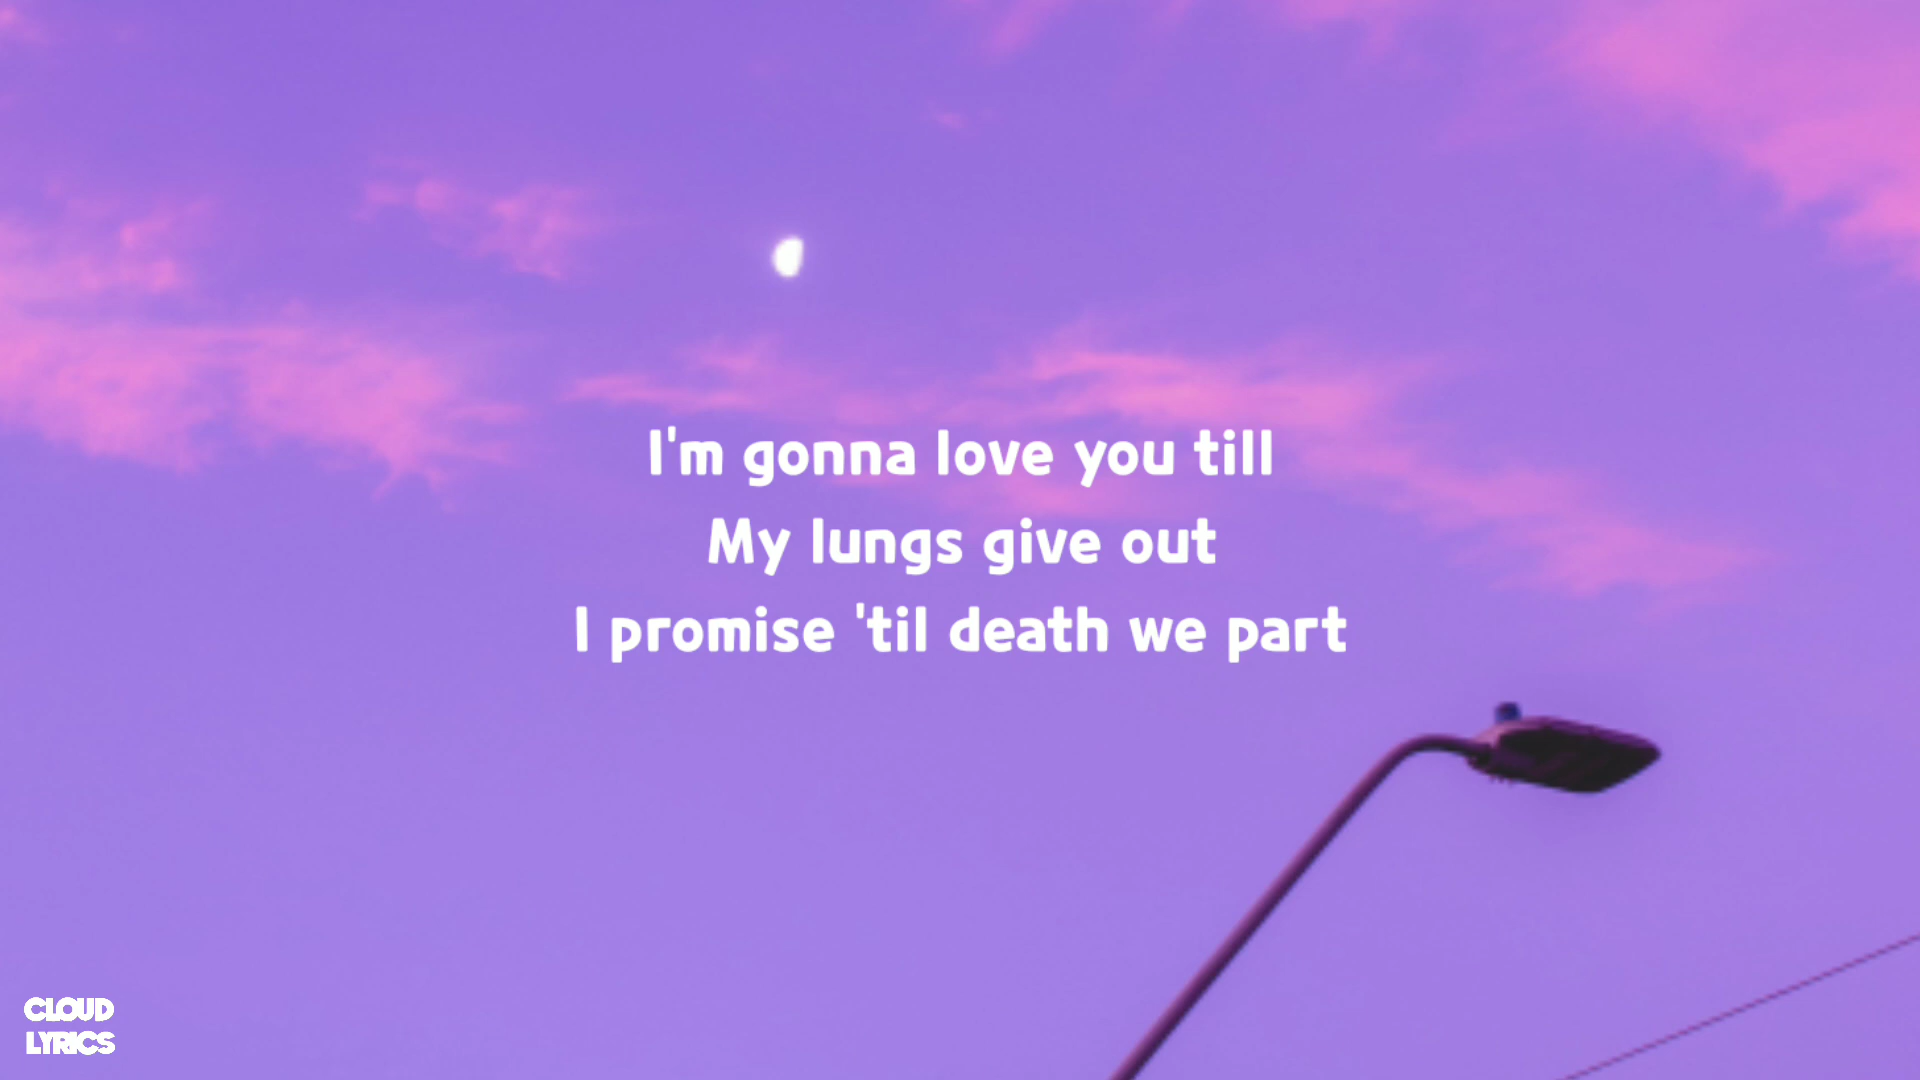 I'm gonna love you till
My lungs give out
I promise 'til death we part
CLOUD
LYRICS